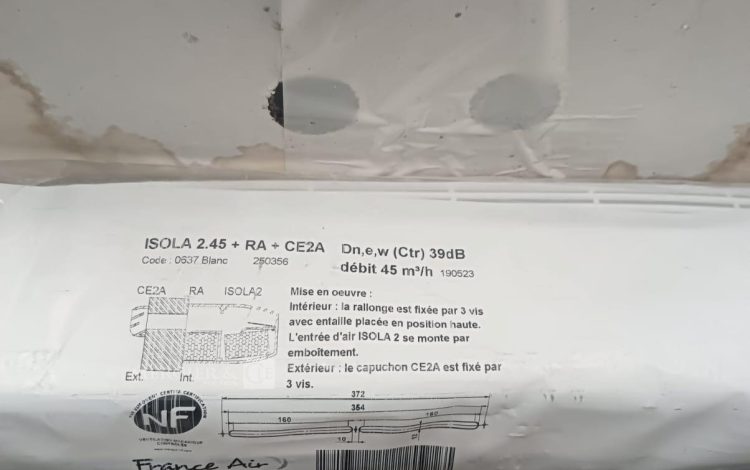 ISOLA 2.45 + RA + CE2A Dn,e,w (Ctr) 39dB
Code : 0637 Blanc 250356 débit 45 m³/h 190523
CE2A RA ISOLA2
Mise en oeuvre :
Intérieur : la rallonge est fixée par 3 vis
avec entaille placée en position haute.
L'entrée d'air ISOLA 2 se monte par
emboîtement.
Extérieur : le capuchon CE2A est fixé par
3 vis.
Ext. Int.
372
354
160 160
10
NF
VENTILATION MECANIQUE
CONTROLEE
France Air